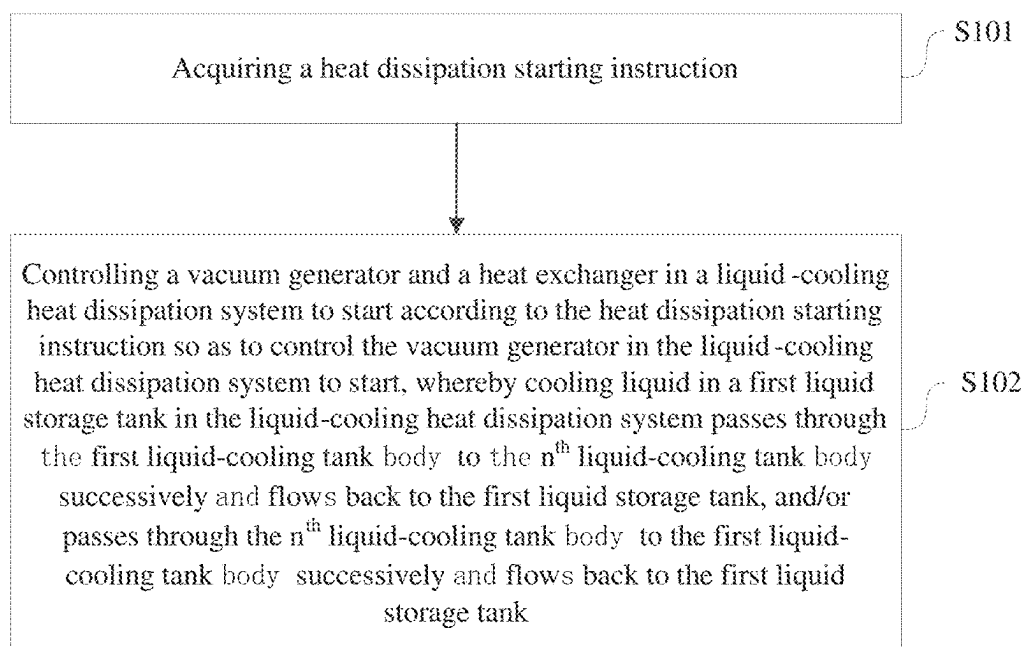 S101
Acquiring a heat dissipation starting instruction
Controlling a vacuum generator and a heat exchanger in a liquid-cooling
heat dissipation system to start according to the heat dissipation starting
instruction so as to control the vacuum generator in the liquid-cooling
heat dissipation system to start, whereby cooling liquid in a first liquid
storage tank in the liquid-cooling heat dissipation system passes through
the first liquid-cooling tank body to the nth liquid-cooling tank body
successively and flows back to the first liquid storage tank, and/or
passes through the nth liquid-cooling tank body to the first liquid-
cooling tank body successively and flows back to the first liquid
storage tank
S102